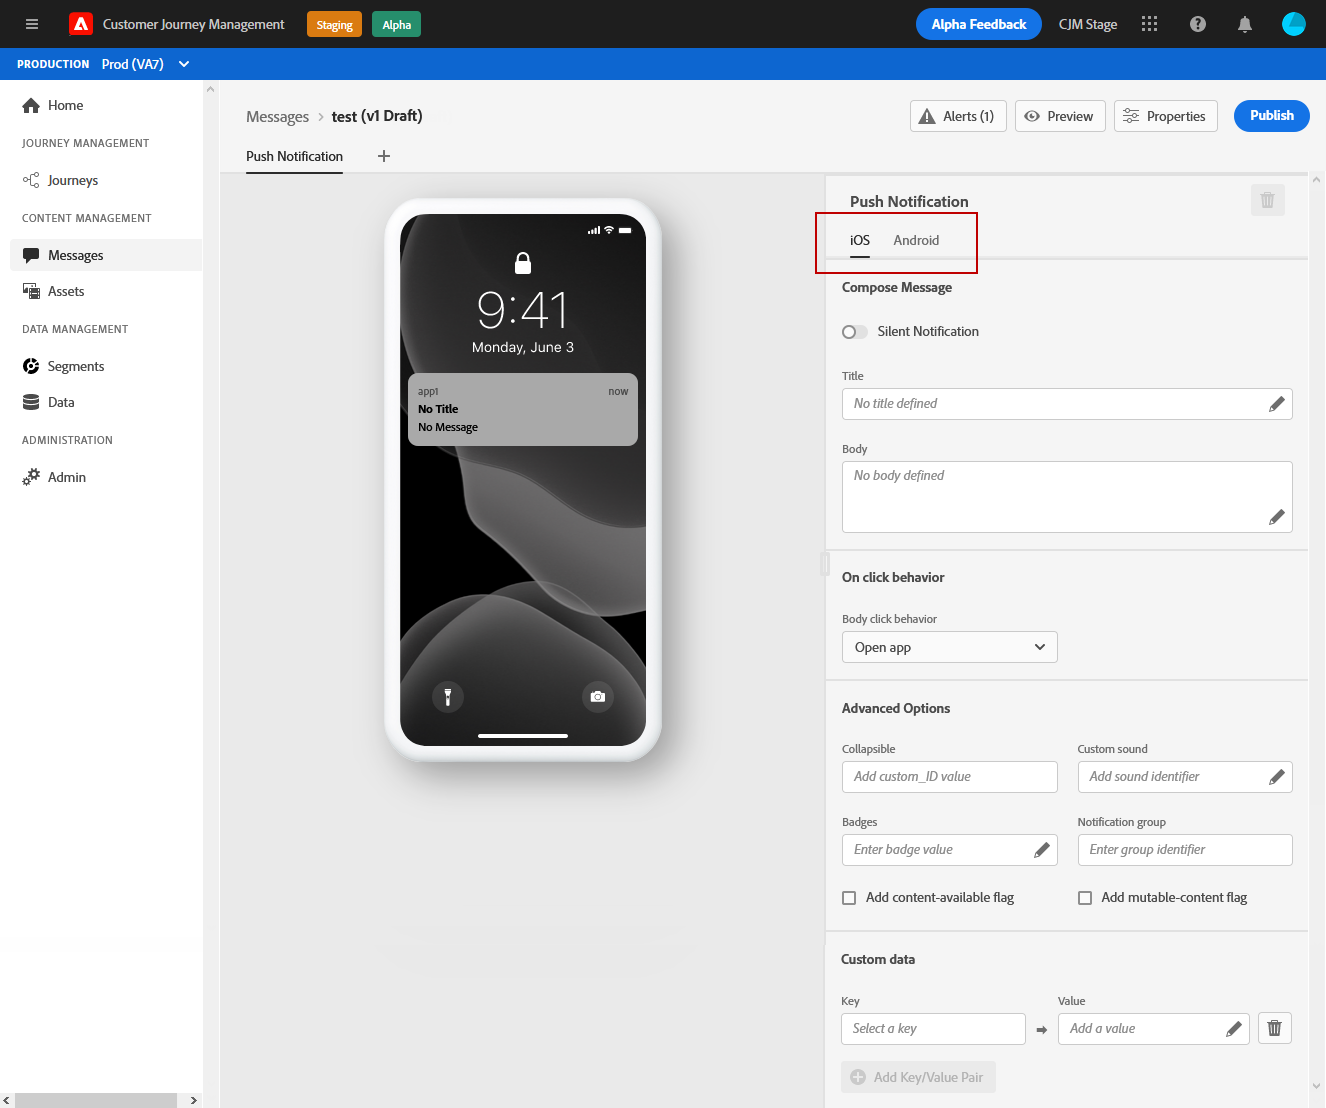 Customer Journey Management
Staging
Alpha
Alpha Feedback
CJM Stage
PRODUCTION
Prod (VA7)
Home
JOURNEY MANAGEMENT
Journeys
CONTENT MANAGEMENT
Messages
Assets
DATA MANAGEMENT
Segments
Data
ADMINISTRATION
Admin
Messages > test (v1 Draft)
Alerts (1)
Preview
Properties
Publish
Push Notification
9:41
Monday, June 3
app1 now
No Title
No Message
Push Notification
iOS Android
Compose Message
Silent Notification
Title
No title defined
Body
No body defined
On click behavior
Body click behavior
Open app
Advanced Options
Collapsible Custom sound
Add custom_ID value Add sound identifier
Badges Notification group
Enter badge value Enter group identifier
Add content-available flag Add mutable-content flag
Custom data
Key Value
Select a key Add a value
Add Key/Value Pair